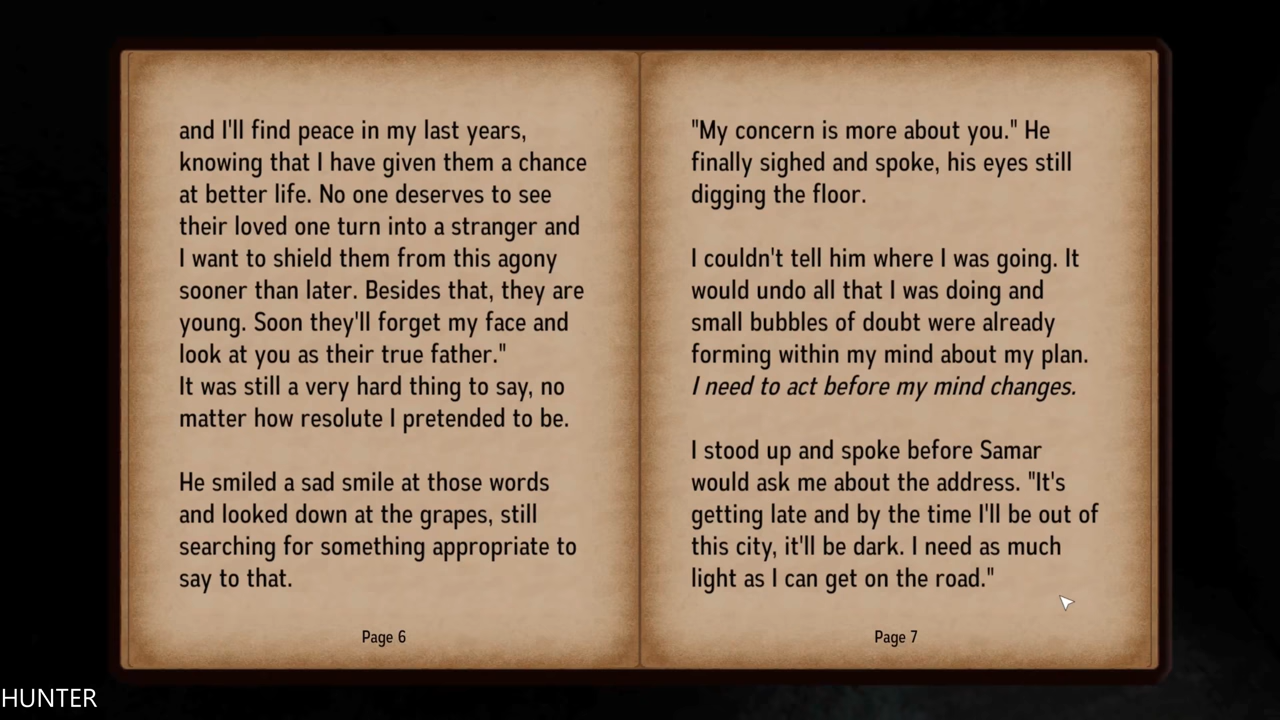 and I'll find peace in my last years,
knowing that I have given them a chance
at better life. No one deserves to see
their loved one turn into a stranger and
I want to shield them from this agony
sooner than later. Besides that, they are
young. Soon they'll forget my face and
look at you as their true father."
It was still a very hard thing to say, no
matter how resolute I pretended to be.
He smiled a sad smile at those words
and looked down at the grapes, still
searching for something appropriate to
say to that.
Page 6
"My concern is more about you." He
finally sighed and spoke, his eyes still
digging the floor.
I couldn't tell him where I was going. It
would undo all that I was doing and
small bubbles of doubt were already
forming within my mind about my plan.
I need to act before my mind changes.
I stood up and spoke before Samar
would ask me about the address. "It's
getting late and by the time I'll be out of
this city, it'll be dark. I need as much
light as I can get on the road."
Page 7
HUNTER